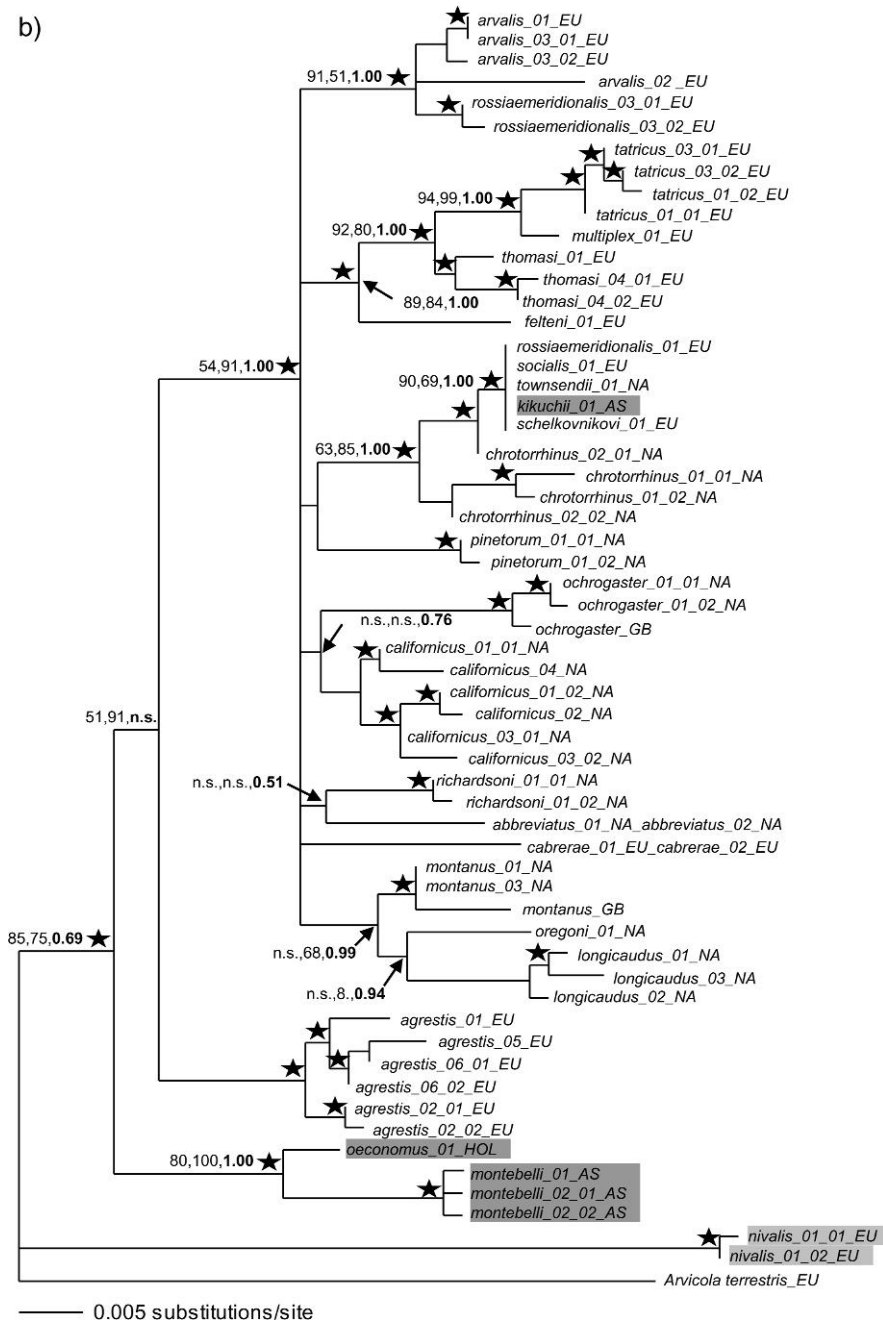 b)
arvalis_01_EU
arvalis_03_01_EU
arvalis_03_02_EU
91,51,1.00
arvalis_02 _EU
rossiaemeridionalis_03_01_EU
rossiaemeridionalis_03_02_EU
tatricus_03_01_EU
tatricus_03_02_EU
94,99,1.00
tatricus_01_02_EU
tatricus_01_01_EU
92,80,1.00
multiplex_01_EU
thomasi_01_EU
thomasi_04_01_EU
89,84,1.00
thomasi_04_02_EU
felteni_01_EU
rossiaemeridionalis_01_EU
54,91,1.00
socialis_01_EU
90,69,1.00
townsendii_01_NA
kikuchii_01_AS
schelkovnikovi_01_EU
63,85,1.00
chrotorrhinus_02_01_NA
chrotorrhinus_01_01_NA
chrotorrhinus_01_02_NA
chrotorrhinus_02_02_NA
pinetorum_01_01_NA
pinetorum_01_02_NA
ochrogaster_01_01_NA
ochrogaster_01_02_NA
n.s.,n.s.,0.76
ochrogaster_GB
californicus_01_01_NA
californicus_04_NA
californicus_01_02_NA
51,91,n.s.
californicus_02_NA
californicus_03_01_NA
californicus_03_02_NA
n.s.,n.s.,0.51
richardsoni_01_01_NA
richardsoni_01_02_NA
abbreviatus_01_NA_abbreviatus_02_NA
cabrerae_01_EU_cabrerae_02_EU
montanus_01_NA
montanus_03_NA
montanus_GB
85,75,0.69
oregoni_01_NA
n.s.,68,0.99
longicaudus_01_NA
longicaudus_03_NA
n.s.,8.,0.94
longicaudus_02_NA
agrestis_01_EU
agrestis_05_EU
agrestis_06_01_EU
agrestis_06_02_EU
agrestis_02_01_EU
agrestis_02_02_EU
oeconomus_01_HOL
80,100,1.00
montebelli_01_AS
montebelli_02_01_AS
montebelli_02_02_AS
nivalis_01_01_EU
nivalis_01_02_EU
Arvicola terrestris_EU
0.005 substitutions/site